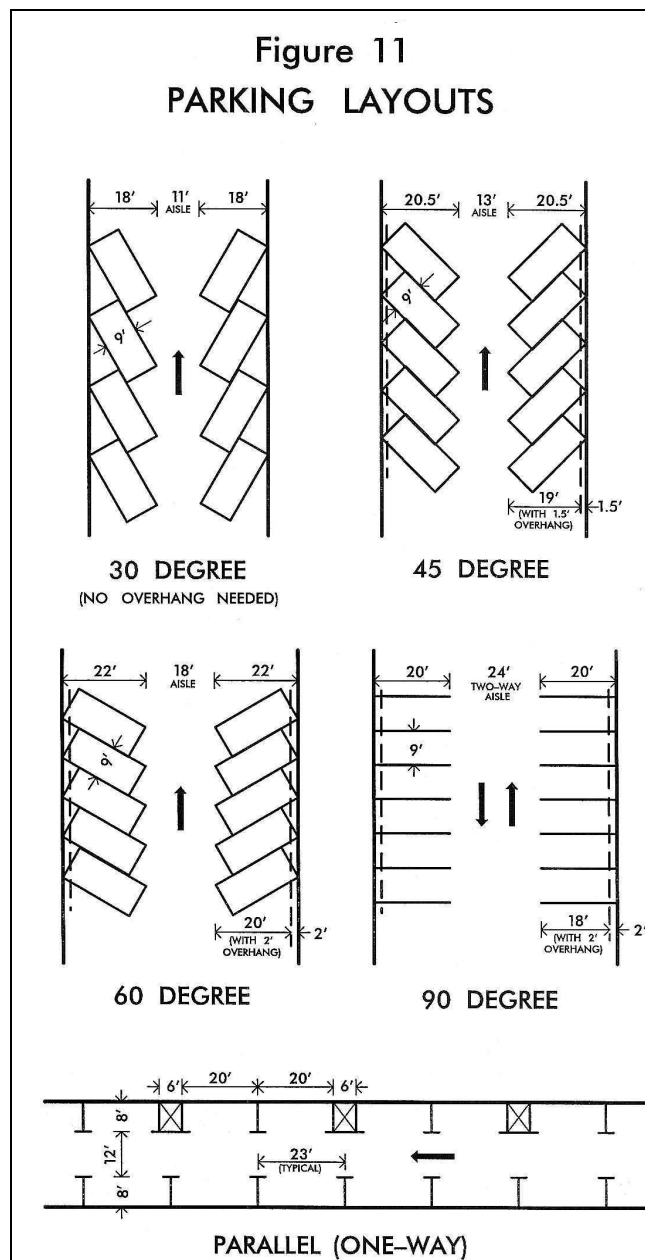 Figure 11
PARKING LAYOUTS
18' 11' 18'
AISLE
9'
30 DEGREE
(NO OVERHANG NEEDED)
20.5' 13' 20.5'
AISLE
9'
19'
(WITH 1.5'
OVERHANG)
1.5'
45 DEGREE
22' 18' 22'
AISLE
9'
20'
(WITH 2'
OVERHANG)
2'
60 DEGREE
20' 24' 20'
TWO–WAY
AISLE
9'
18'
(WITH 2'
OVERHANG)
2'
90 DEGREE
6' 20' 20' 6'
8'
12'
8'
23'
(TYPICAL)
PARALLEL (ONE–WAY)